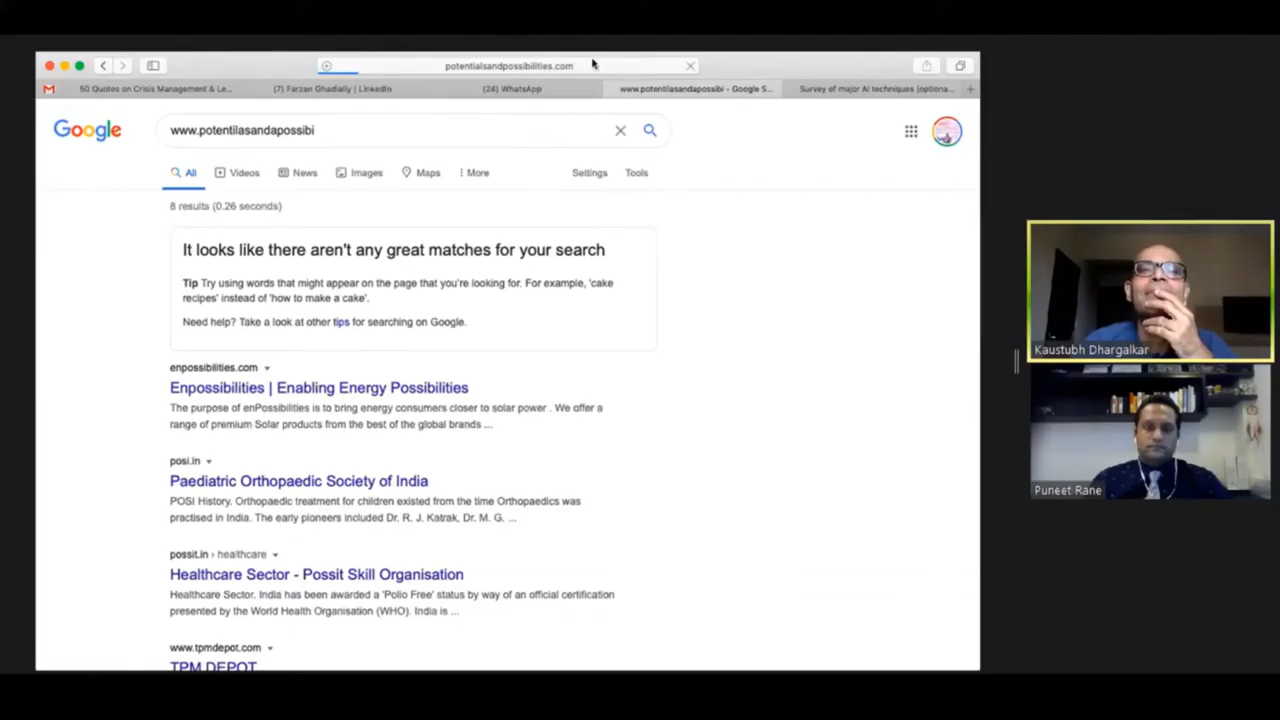 potentialsandpossibilities.com
50 Quotes on Crisis Management & Le...
(7) Farzan Ghadially | LinkedIn
(24) WhatsApp
www.potentilasandapossibi - Google S...
Survey of major AI techniques [optiona...
Google
www.potentilasandapossibi
All
Videos
News
Images
Maps
More
Settings
Tools
8 results (0.26 seconds)
It looks like there aren't any great matches for your search
Tip Try using words that might appear on the page that you're looking for. For example, 'cake
recipes' instead of 'how to make a cake'.
Need help? Take a look at other tips for searching on Google.
enpossibilities.com
Enpossibilities | Enabling Energy Possibilities
The purpose of enPossibilities is to bring energy consumers closer to solar power . We offer a
range of premium Solar products from the best of the global brands ...
posi.in
Paediatric Orthopaedic Society of India
POSI History. Orthopaedic treatment for children existed from the time Orthopaedics was
practised in India. The early pioneers included Dr. R. J. Katrak, Dr. M. G. ...
possit.in › healthcare
Healthcare Sector - Possit Skill Organisation
Healthcare Sector. India has been awarded a 'Polio Free' status by way of an official certification
presented by the World Health Organisation (WHO). India is ...
www.tpmdepot.com
TPM DEPOT
Kaustubh Dhargalkar
Puneet Rane